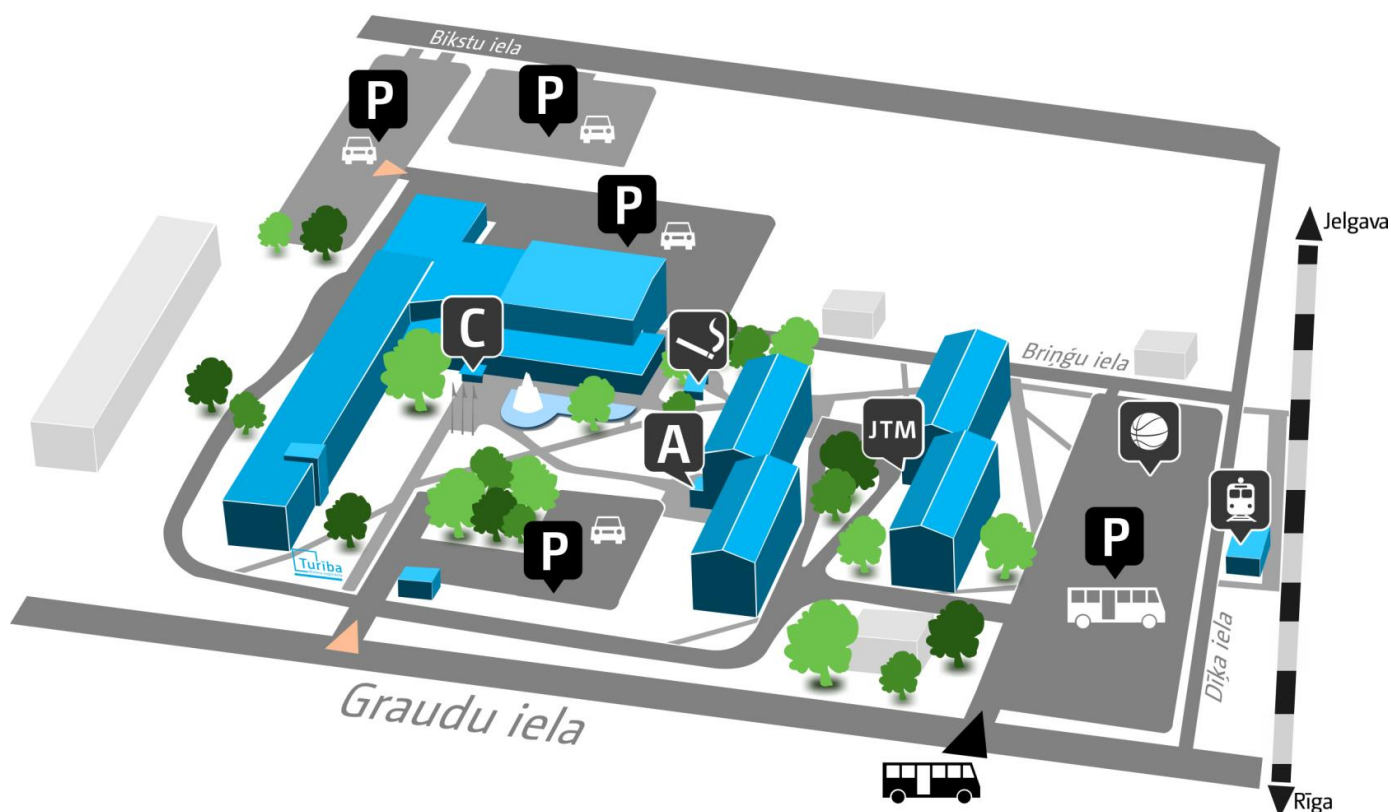 Bikstu iela
P
P
P
Jelgava
C
Briņģu iela
A
JTM
P
P
Turība
Dīķa iela
Graudu iela
Rīga